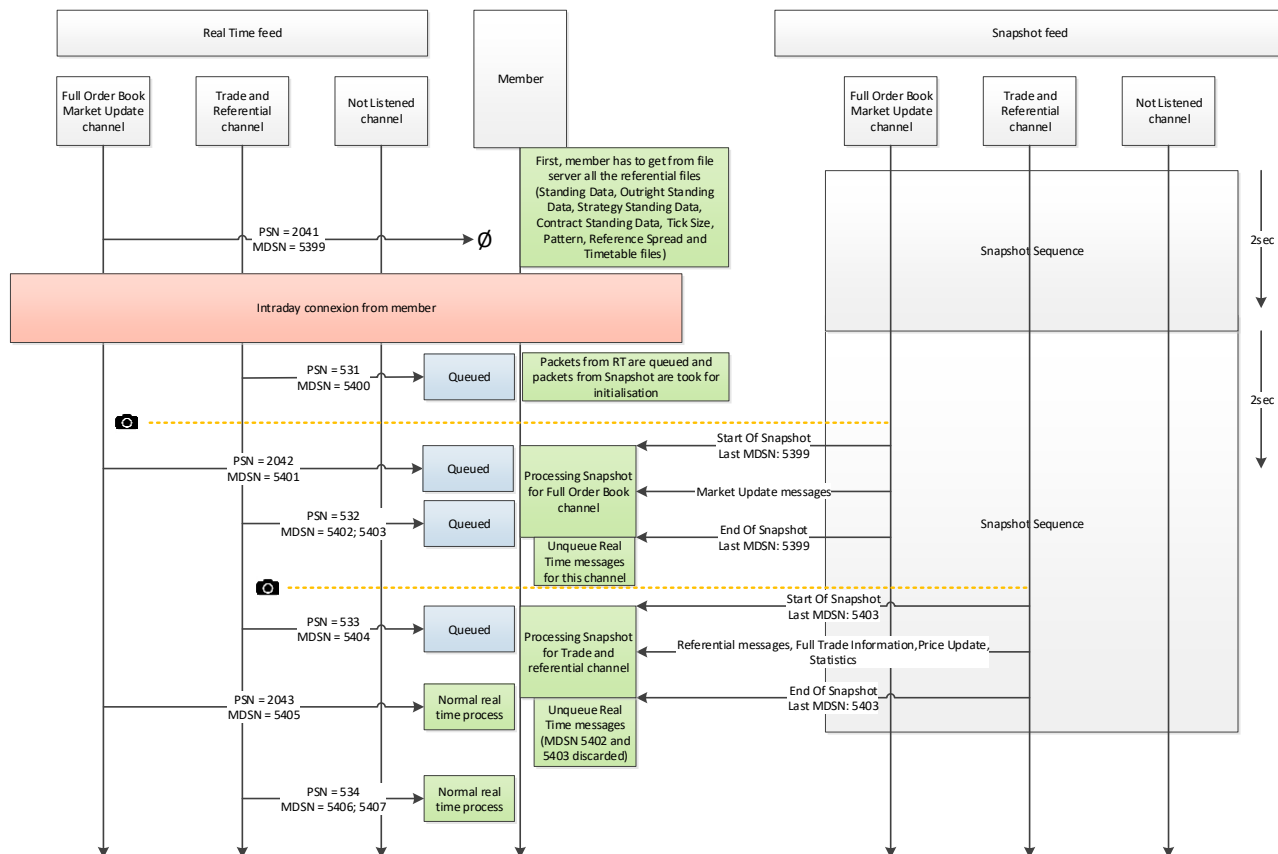 Real Time feed
Member
Snapshot feed
Full Order Book
Market Update
channel
Trade and
Referential
channel
Not Listened
channel
Full Order Book
Market Update
channel
Trade and
Referential
channel
Not Listened
channel
First, member has to get from file
server all the referential files
(Standing Data, Outright Standing
Data, Strategy Standing Data,
Contract Standing Data, Tick Size,
Pattern, Reference Spread and
Timetable files)
PSN = 2041
MDSN = 5399
Ø
Snapshot Sequence
2sec
Intraday connexion from member
PSN = 531
MDSN = 5400
Queued
Packets from RT are queued and
packets from Snapshot are took for
initialisation
2sec
Start Of Snapshot
Last MDSN: 5399
PSN = 2042
MDSN = 5401
Queued
Processing Snapshot
for Full Order Book
channel
Market Update messages
PSN = 532
MDSN = 5402; 5403
Queued
End Of Snapshot
Last MDSN: 5399
Snapshot Sequence
Unqueue Real
Time messages
for this channel
Start Of Snapshot
Last MDSN: 5403
PSN = 533
MDSN = 5404
Queued
Processing Snapshot
for Trade and
referential channel
Referential messages, Full Trade Information,Price Update,
Statistics
End Of Snapshot
Last MDSN: 5403
PSN = 2043
MDSN = 5405
Normal real
time process
Unqueue Real
Time messages
(MDSN 5402 and
5403 discarded)
PSN = 534
MDSN = 5406; 5407
Normal real
time process